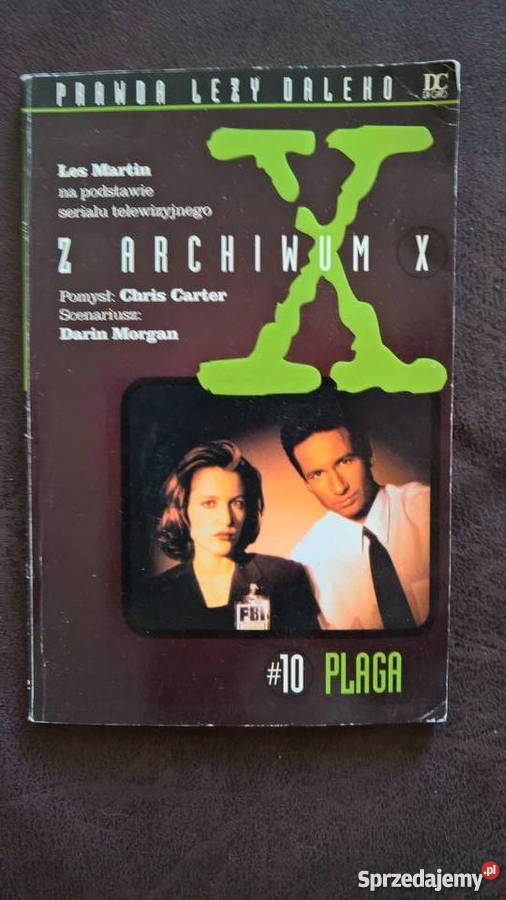 PRAWDA LEŻY DALEKO
DC
Les Martin
na podstawie
serialu telewizyjnego
X
Z ARCHIWUM X
Pomysł: Chris Carter
Scenariusz:
Darin Morgan
FBI
#10 PLAGA
Sprzedajemy.pl